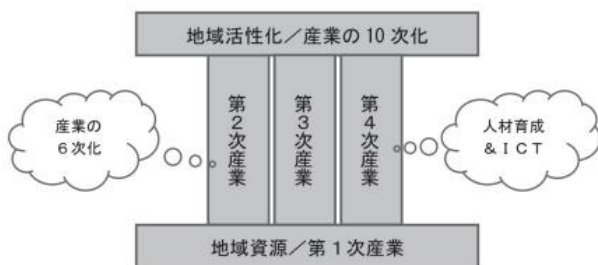 地域活性化／産業の10次化
産業の
6次化
第2次産業
第3次産業
第4次産業
人材育成
&ICT
地域資源／第1次産業